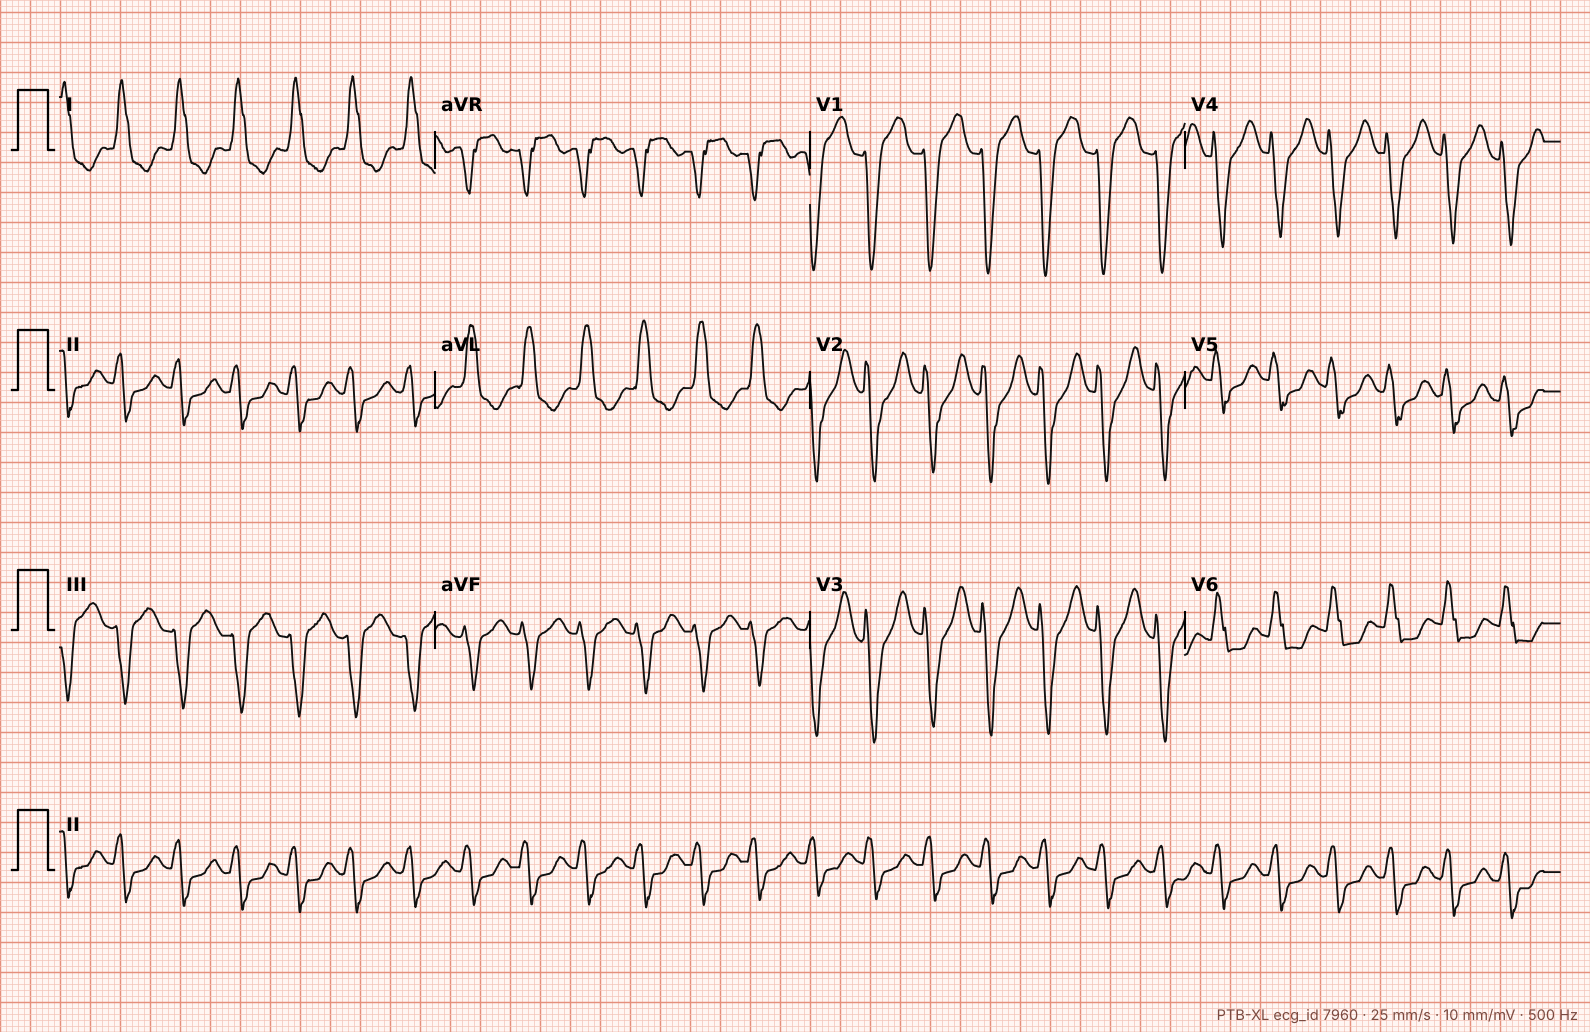 I aVR V1 V4
II aVL V2 V5
III aVF V3 V6
II
PTB-XL ecg_id 7960 · 25 mm/s · 10 mm/mV · 500 Hz